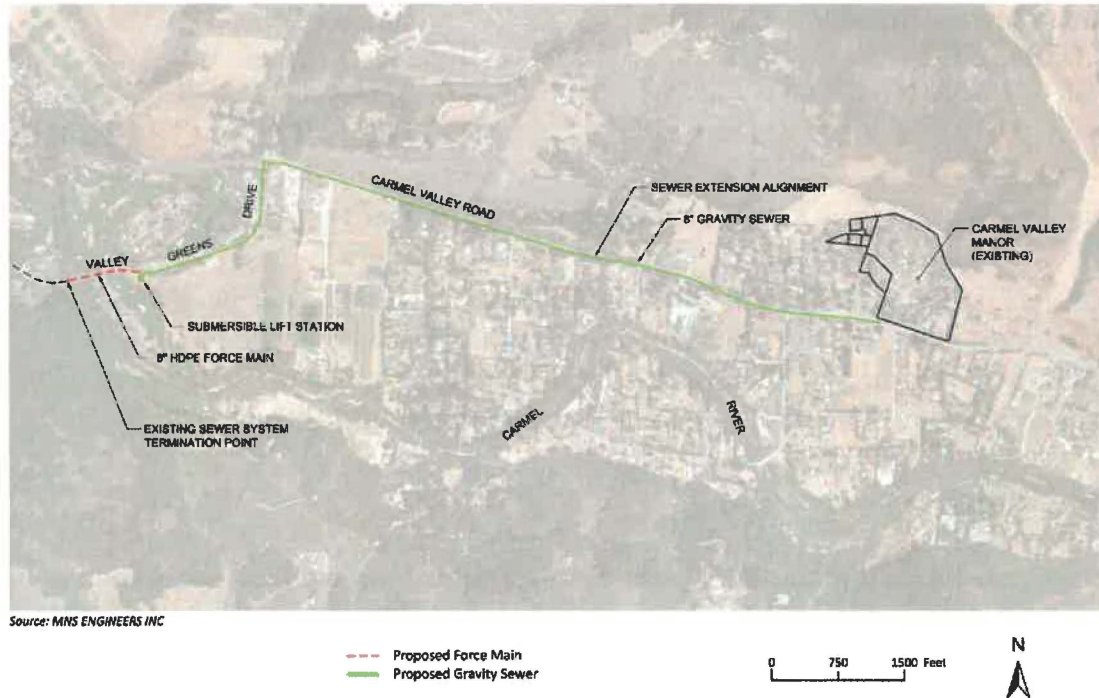 CARMEL VALLEY ROAD
SEWER EXTENSION ALIGNMENT
8" GRAVITY SEWER
DRIVE
GREENS
VALLEY
CARMEL VALLEY
MANOR
(EXISTING)
SUBMERSIBLE LIFT STATION
8" HDPE FORCE MAIN
EXISTING SEWER SYSTEM
TERMINATION POINT
CARMEL
RIVER
Source: MNS ENGINEERS INC
Proposed Force Main
Proposed Gravity Sewer
0 750 1500 Feet
N